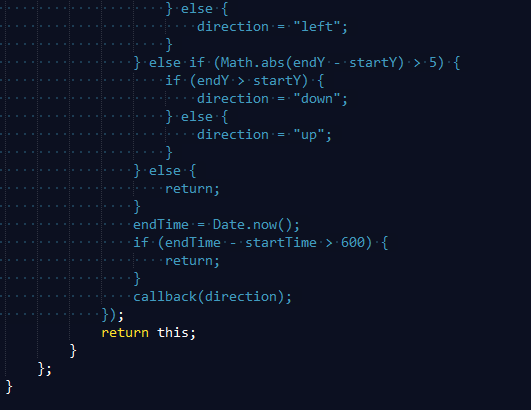 } else {
direction = "left";
}
} else if (Math.abs(endY - startY) > 5) {
if (endY > startY) {
direction = "down";
} else {
direction = "up";
}
} else {
return;
}
endTime = Date.now();
if (endTime - startTime > 600) {
return;
}
callback(direction);
});
return this;
}
};
}